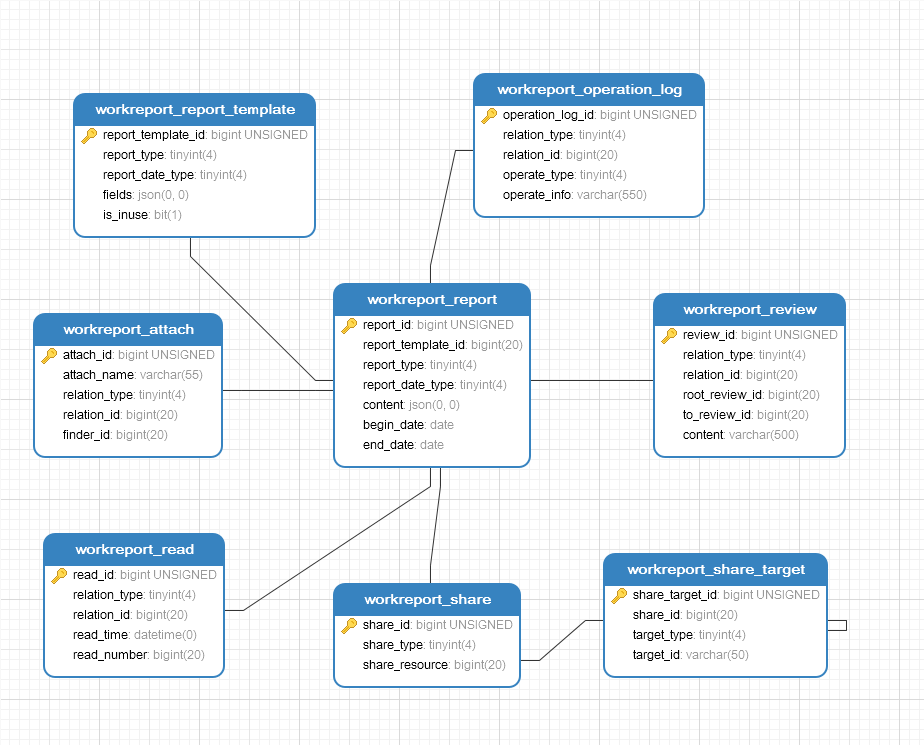 workreport_report_template
report_template_id: bigint UNSIGNED
report_type: tinyint(4)
report_date_type: tinyint(4)
fields: json(0, 0)
is_inuse: bit(1)
workreport_operation_log
operation_log_id: bigint UNSIGNED
relation_type: tinyint(4)
relation_id: bigint(20)
operate_type: tinyint(4)
operate_info: varchar(550)
workreport_attach
attach_id: bigint UNSIGNED
attach_name: varchar(55)
relation_type: tinyint(4)
relation_id: bigint(20)
finder_id: bigint(20)
workreport_report
report_id: bigint UNSIGNED
report_template_id: bigint(20)
report_type: tinyint(4)
report_date_type: tinyint(4)
content: json(0, 0)
begin_date: date
end_date: date
workreport_review
review_id: bigint UNSIGNED
relation_type: tinyint(4)
relation_id: bigint(20)
root_review_id: bigint(20)
to_review_id: bigint(20)
content: varchar(500)
workreport_read
read_id: bigint UNSIGNED
relation_type: tinyint(4)
relation_id: bigint(20)
read_time: datetime(0)
read_number: bigint(20)
workreport_share
share_id: bigint UNSIGNED
share_type: tinyint(4)
share_resource: bigint(20)
workreport_share_target
share_target_id: bigint UNSIGNED
share_id: bigint(20)
target_type: tinyint(4)
target_id: varchar(50)